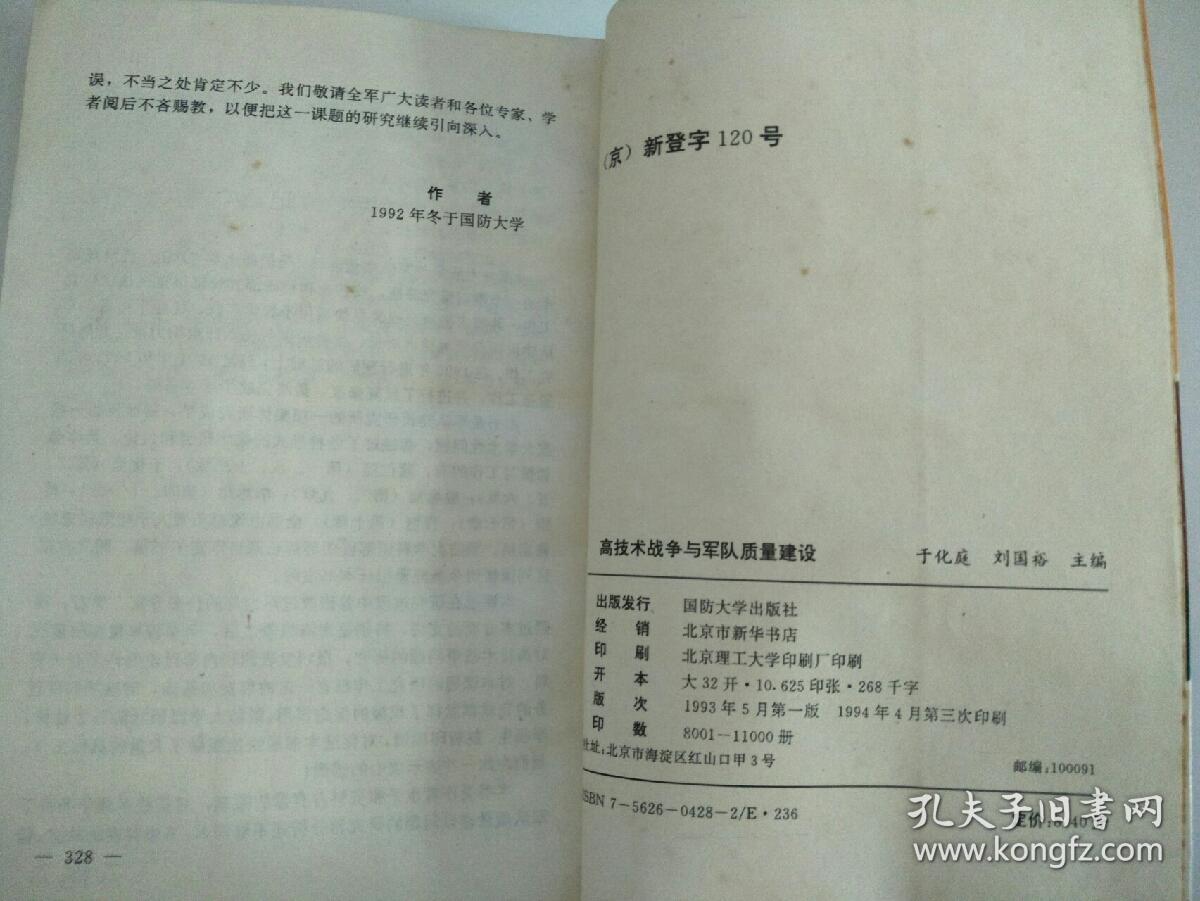 误，不当之处肯定不少。我们敬请全军广大读者和各位专家、学
者阅后不吝赐教，以便把这一课题的研究继续引向深入。
作 者
1992年冬于国防大学
— 328 —
（京）新登字120号
高技术战争与军队质量建设 于化庭 刘国裕 主编
出版发行 国防大学出版社
经 销 北京市新华书店
印 刷 北京理工大学印刷厂印刷
开 本 大32开·10.625印张·268千字
版 次 1993年5月第一版 1994年4月第三次印刷
印 数 8001—11000册
地址：北京市海淀区红山口甲3号 邮编：100091
ISBN 7-5626-0428-2/E·236
定价：
孔夫子旧书网
kongfz.com